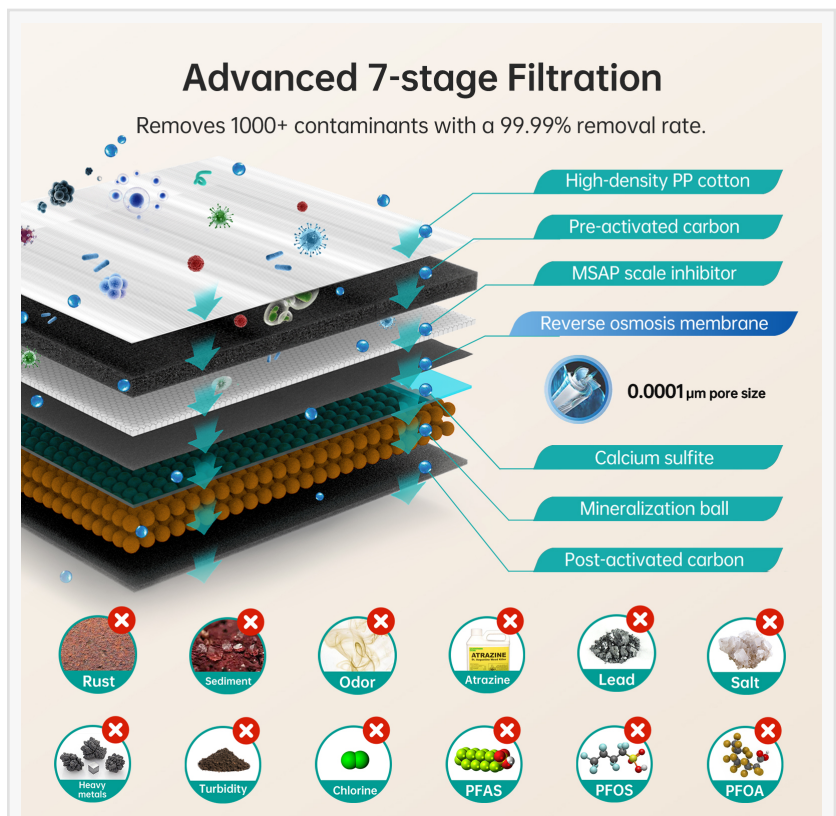 Advanced 7-stage Filtration
Removes 1000+ contaminants with a 99.99% removal rate.
High-density PP cotton
Pre-activated carbon
MSAP scale inhibitor
Reverse osmosis membrane
0.0001 μm pore size
Calcium sulfite
Mineralization ball
Post-activated carbon
Rust
Sediment
Odor
ATRAZINE
Atrazine
Lead
Salt
Heavy
metals
Turbidity
Chlorine
PFAS
PFOS
PFOA